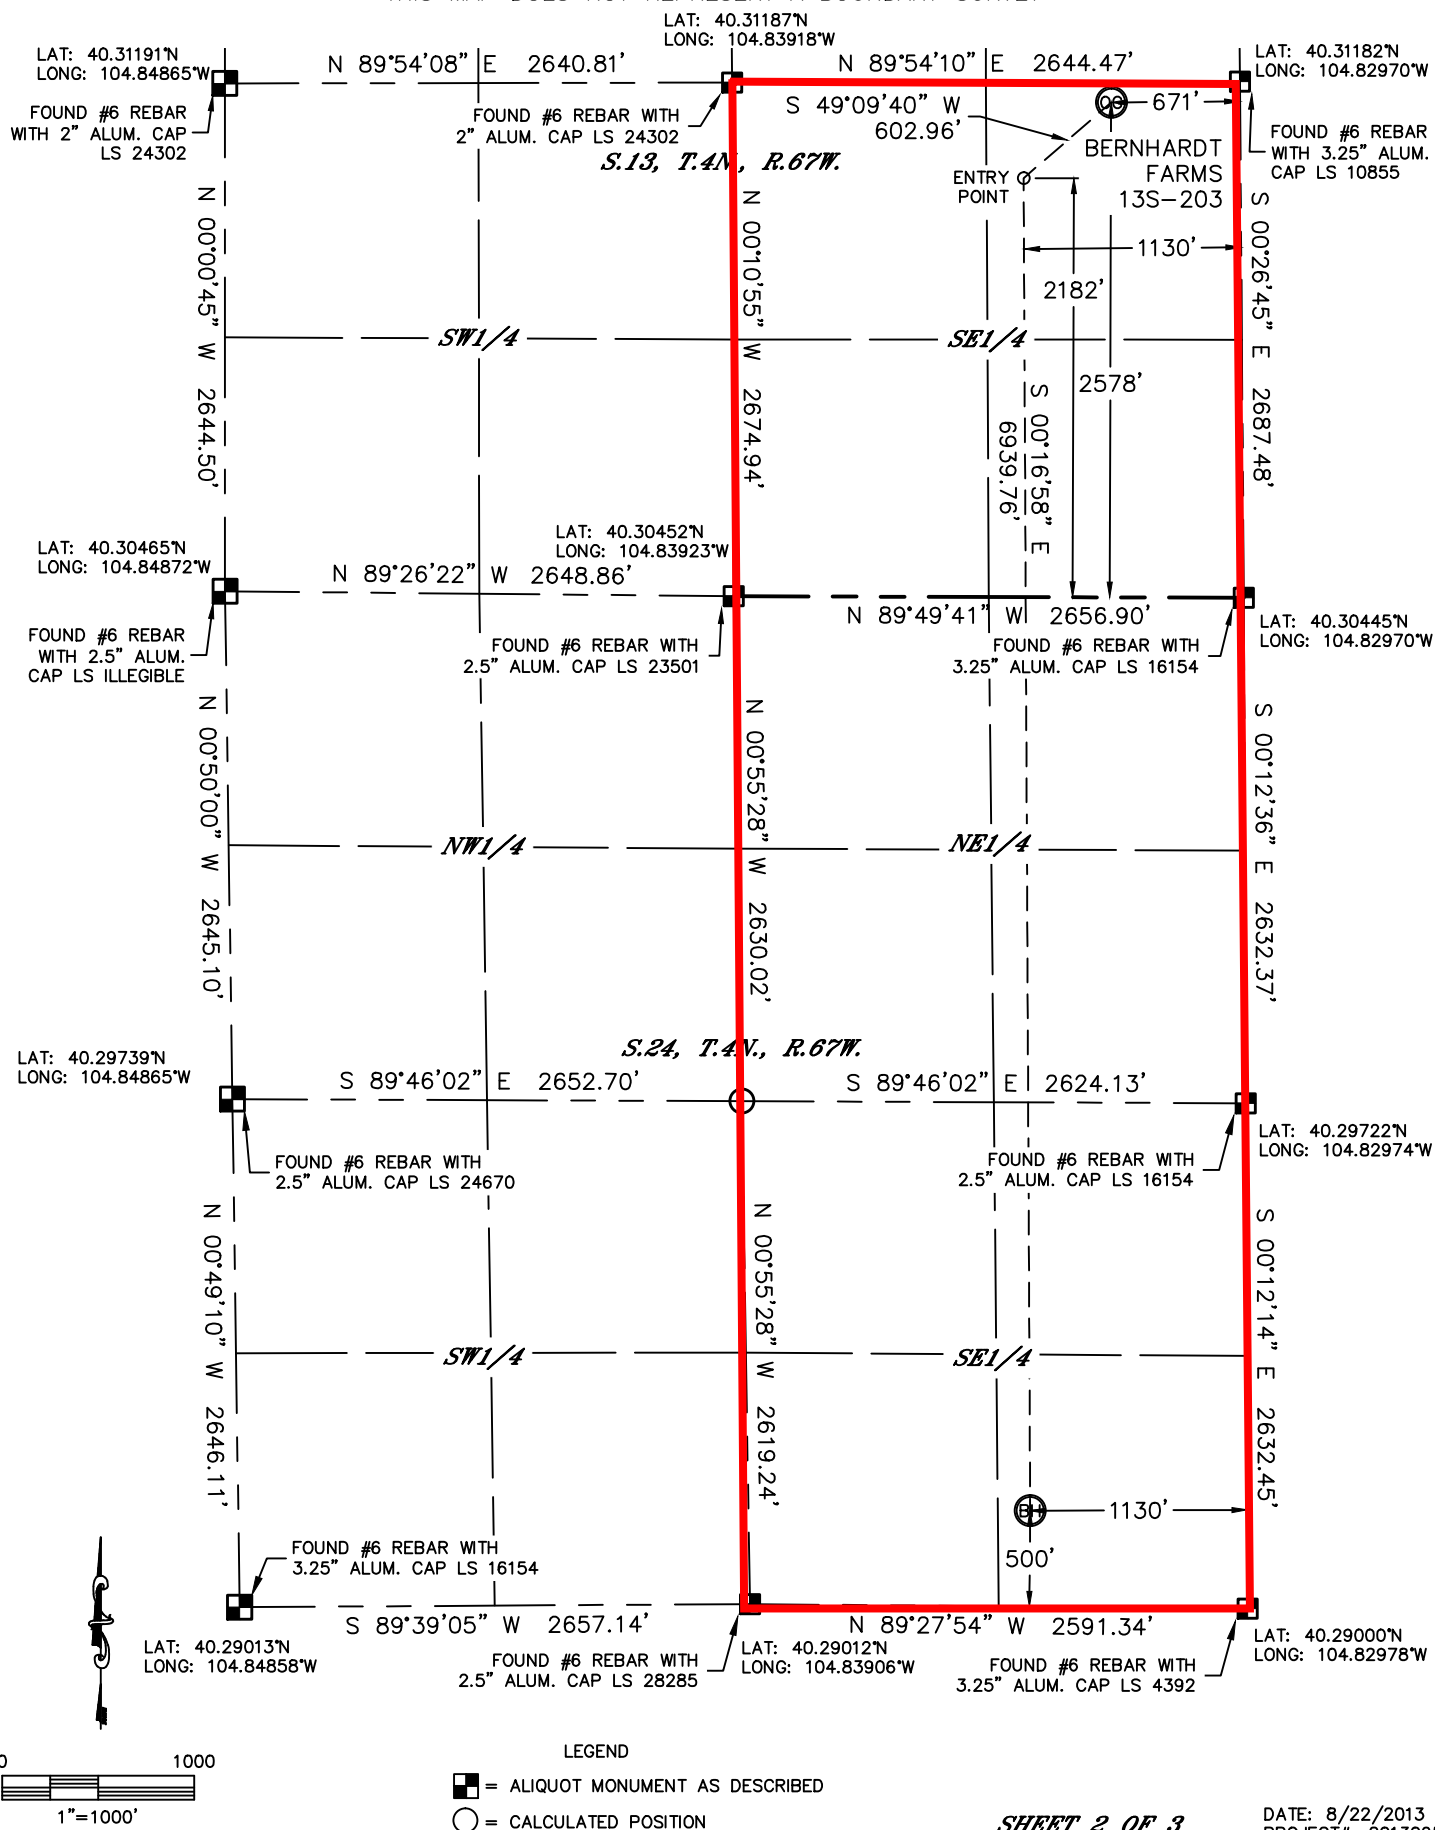 LAT: 40.31187°N
LONG: 104.83918°W
LAT: 40.31191°N
LONG: 104.84865°W
N 89°54'08" E 2640.81'
N 89°54'10" E 2644.47'
LAT: 40.31182°N
LONG: 104.82970°W
FOUND #6 REBAR
WITH 2" ALUM. CAP
LS 24302
FOUND #6 REBAR WITH
2" ALUM. CAP LS 24302
S 49°09'40" W
602.96'
671'
FOUND #6 REBAR
WITH 3.25" ALUM.
CAP LS 10855
S.13, T.4N., R.67W.
BERNHARDT
FARMS
13S-203
ENTRY
POINT
N 00°00'45" W 2644.50'
N 00°10'55" W 2674.94'
S 00°26'45" E 2687.48'
1130'
2182'
SW1/4
SE1/4
2578'
S 00°16'58" E
6939.76'
LAT: 40.30465°N
LONG: 104.84872°W
LAT: 40.30452°N
LONG: 104.83923°W
N 89°26'22" W 2648.86'
N 89°49'41" W 2656.90'
LAT: 40.30445°N
LONG: 104.82970°W
FOUND #6 REBAR
WITH 2.5" ALUM.
CAP LS ILLEGIBLE
FOUND #6 REBAR WITH
2.5" ALUM. CAP LS 23501
FOUND #6 REBAR WITH
3.25" ALUM. CAP LS 16154
N 00°50'00" W 2645.10'
N 00°55'28" W 2630.02'
S 00°12'36" E 2632.37'
NW1/4
NE1/4
S.24, T.4N., R.67W.
LAT: 40.29739°N
LONG: 104.84865°W
S 89°46'02" E 2652.70'
S 89°46'02" E 2624.13'
LAT: 40.29722°N
LONG: 104.82974°W
FOUND #6 REBAR WITH
2.5" ALUM. CAP LS 24670
FOUND #6 REBAR WITH
2.5" ALUM. CAP LS 16154
N 00°49'10" W 2646.11'
N 00°55'28" W 2619.24'
S 00°12'14" E 2632.45'
SW1/4
SE1/4
BH
1130'
500'
FOUND #6 REBAR WITH
3.25" ALUM. CAP LS 16154
S 89°39'05" W 2657.14'
N 89°27'54" W 2591.34'
LAT: 40.29013°N
LONG: 104.84858°W
FOUND #6 REBAR WITH
2.5" ALUM. CAP LS 28285
LAT: 40.29012°N
LONG: 104.83906°W
FOUND #6 REBAR WITH
3.25" ALUM. CAP LS 4392
LAT: 40.29000°N
LONG: 104.82978°W
0 1000
1"=1000'
LEGEND
= ALIQUOT MONUMENT AS DESCRIBED
= CALCULATED POSITION
SHEET 2 OF 3
DATE: 8/22/2013